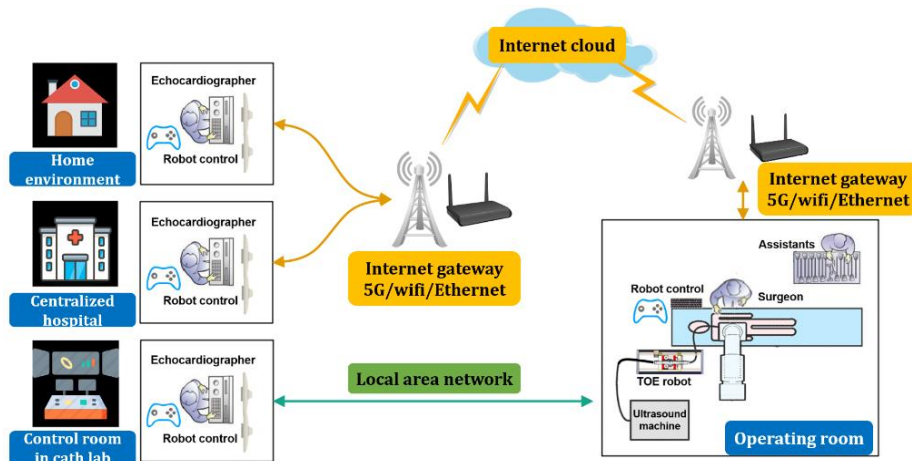 Internet cloud
Echocardiographer
Robot control
Home
environment
Internet gateway
5G/wifi/Ethernet
Echocardiographer
Robot control
Centralized
hospital
Internet gateway
5G/wifi/Ethernet
Assistants
Robot control
Surgeon
TOE robot
Ultrasound
machine
Operating room
Local area network
Echocardiographer
Robot control
Control room
in cath lab